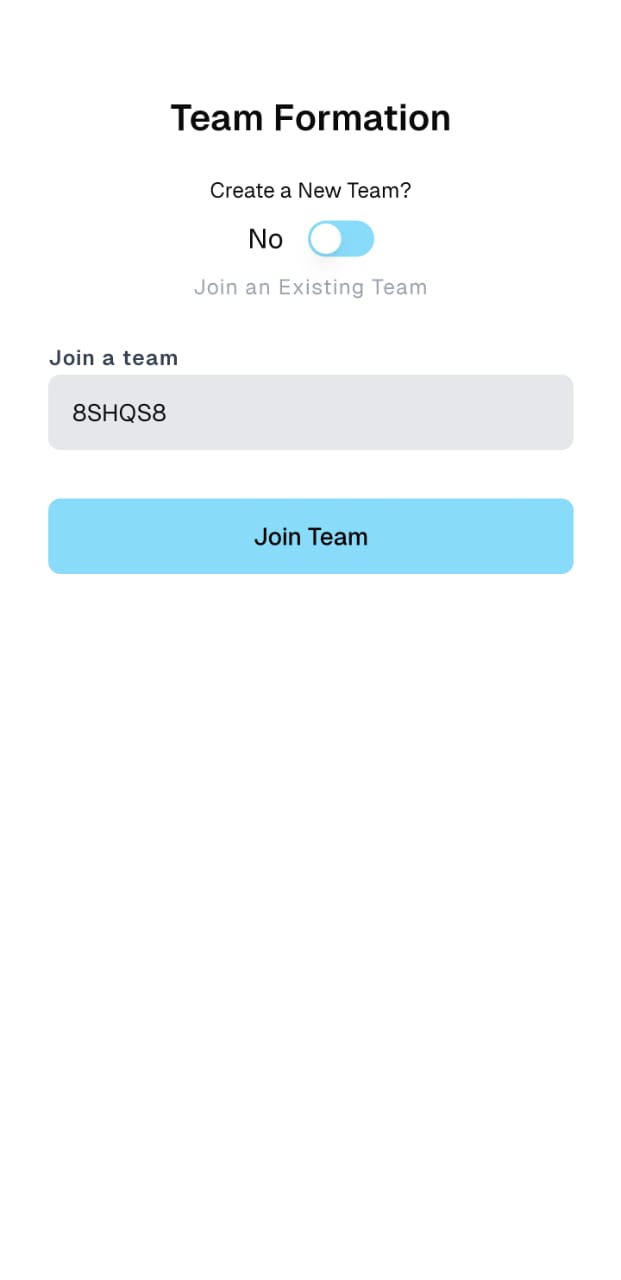 Team Formation
Create a New Team?
No
Join an Existing Team
Join a team
8SHQS8
Join Team